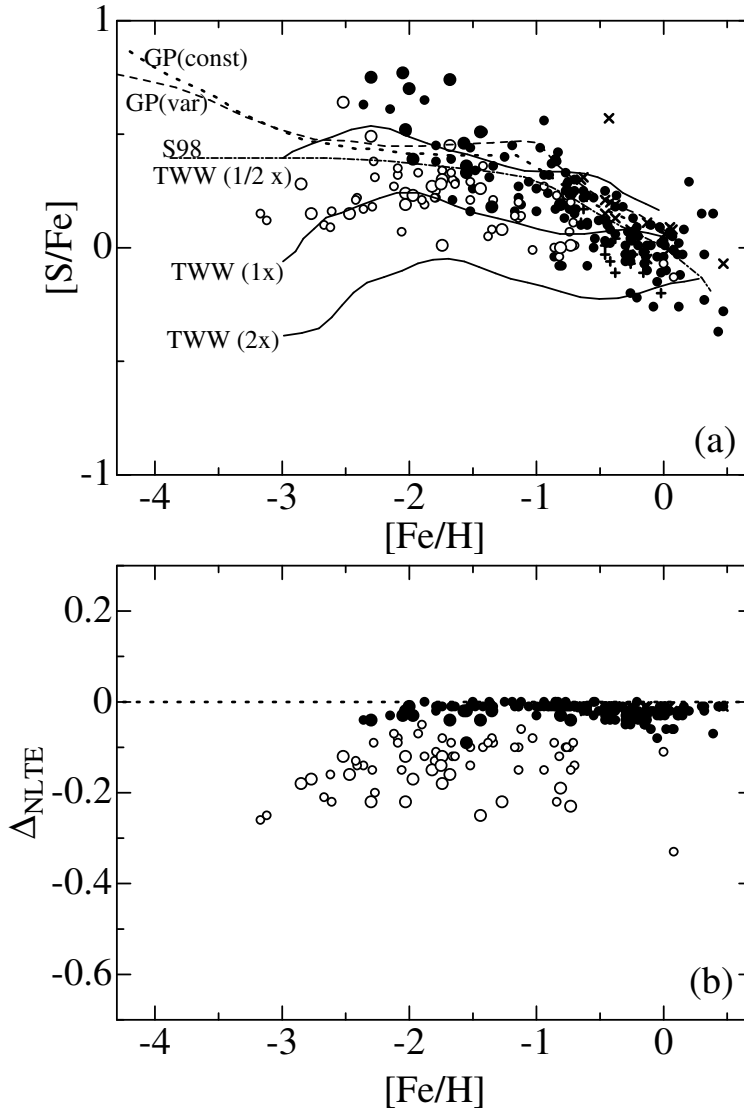 1
GP(const)
GP(var)
S98
TWW (1/2 x)
[S/Fe]
0
TWW (1x)
TWW (2x)
(a)
-1
-4 -3 -2 -1 0
[Fe/H]
0.2
0
-0.2
ΔNLTE
-0.4
-0.6
(b)
-4 -3 -2 -1 0
[Fe/H]